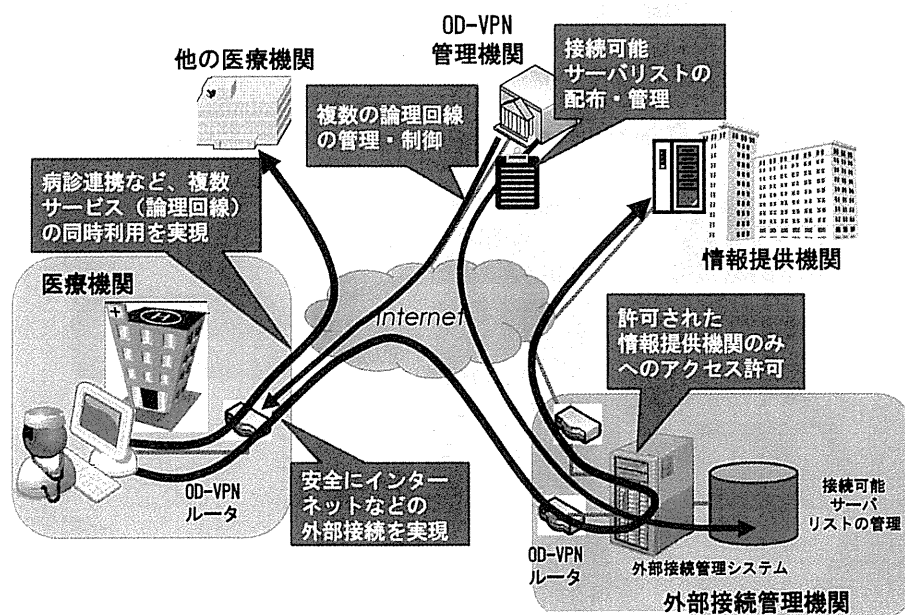 OD-VPN
管理機関
他の医療機関
接続可能
サーバリストの
配布・管理
複数の論理回線
の管理・制御
病診連携など、複数
サービス（論理回線）
の同時利用を実現
情報提供機関
医療機関
Internet
許可された
情報提供機関のみ
へのアクセス許可
H
OD-VPN
ルータ
安全にインター
ネットなどの
外部接続を実現
接続可能
サーバ
リストの管理
OD-VPN
ルータ
外部接続管理システム
外部接続管理機関